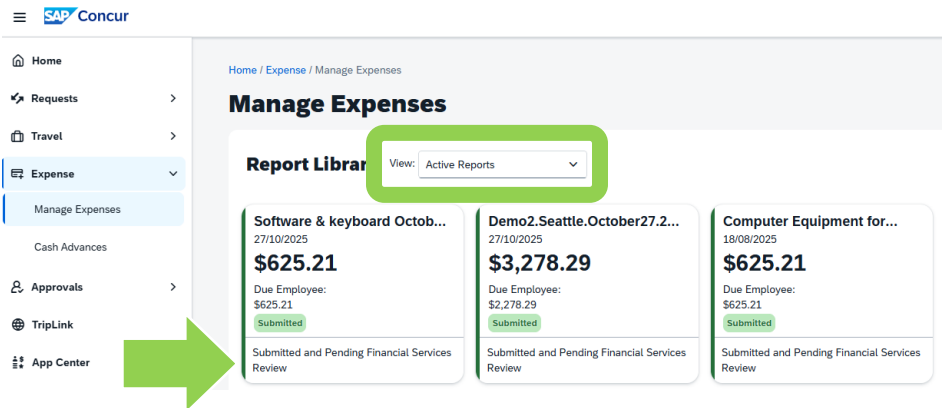 SAP Concur
Home
Requests
Travel
Expense
Manage Expenses
Cash Advances
Approvals
TripLink
App Center
Home / Expense / Manage Expenses
Manage Expenses
Report Librar
View: Active Reports
Software & keyboard Octob...
27/10/2025
$625.21
Due Employee:
$625.21
Submitted
Submitted and Pending Financial Services
Review
Demo2.Seattle.October27.2...
27/10/2025
$3,278.29
Due Employee:
$2,278.29
Submitted
Submitted and Pending Financial Services
Review
Computer Equipment for...
18/08/2025
$625.21
Due Employee:
$625.21
Submitted
Submitted and Pending Financial Services
Review